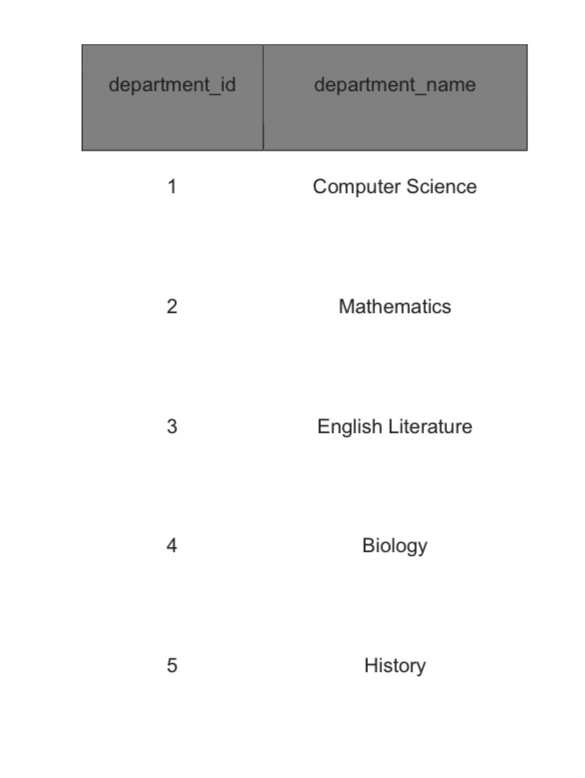 department_id department_name
1 Computer Science
2 Mathematics
3 English Literature
4 Biology
5 History